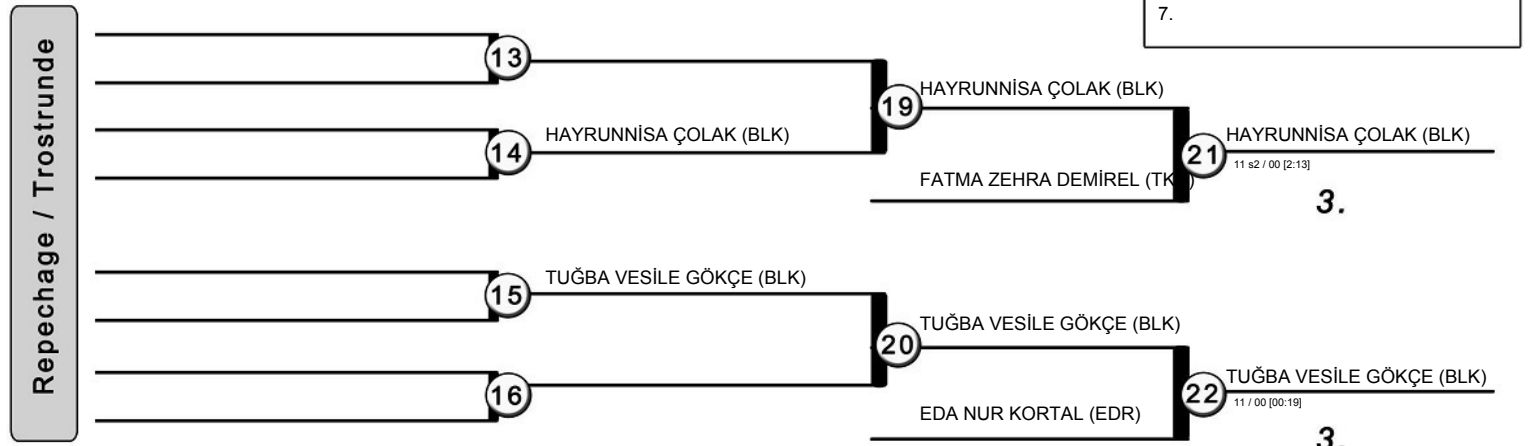 7.
Repechage / Trostrunde
13
19
HAYRUNNİSA ÇOLAK (BLK)
14
HAYRUNNİSA ÇOLAK (BLK)
21
HAYRUNNİSA ÇOLAK (BLK)
11 s2 / 00 [2:13]
FATMA ZEHRA DEMİREL
3.
15
TUĞBA VESİLE GÖKÇE (BLK)
20
TUĞBA VESİLE GÖKÇE (BLK)
16
22
TUĞBA VESİLE GÖKÇE (BLK)
11 / 00 [00:19]
EDA NUR KORTAL (EDR)
3.